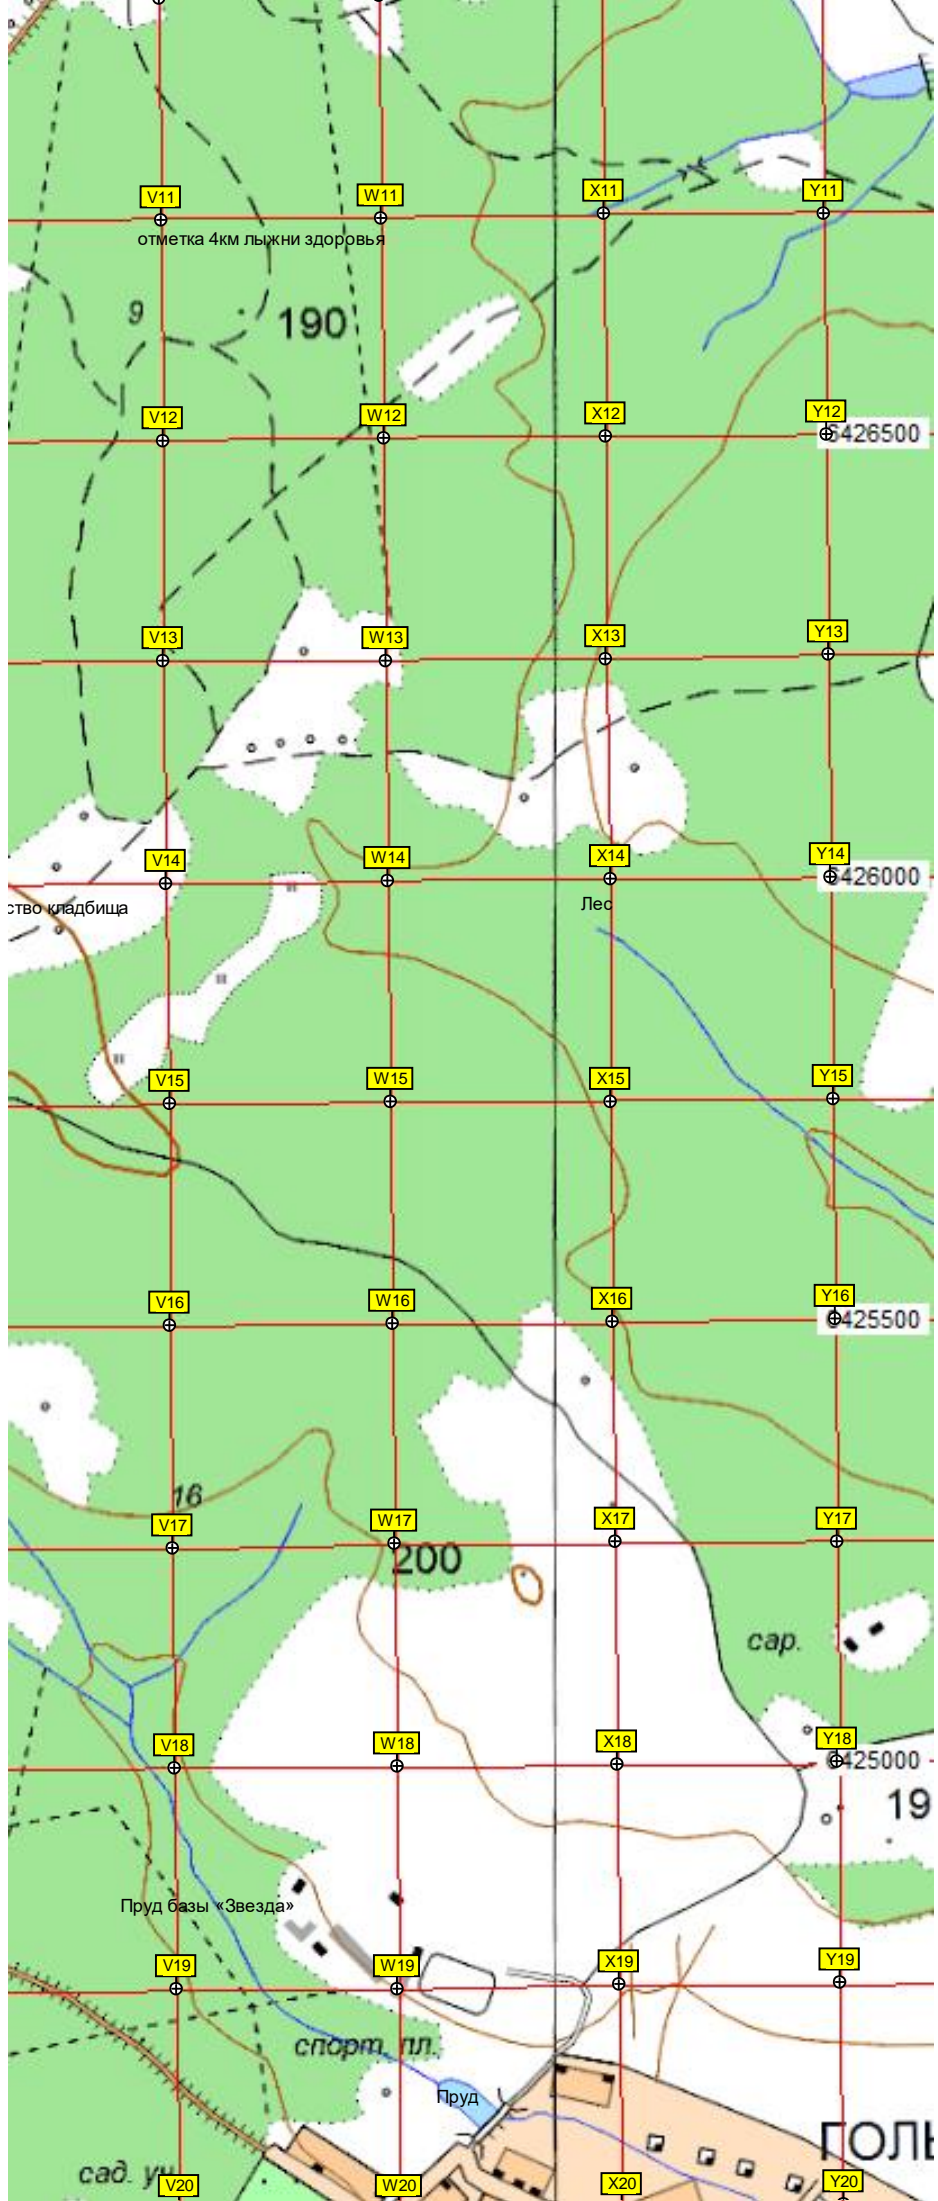 V11
W11
X11
Y11
отметка 4км лыжни здоровья
9
190
V12
W12
X12
Y12
6426500
V13
W13
X13
Y13
V14
W14
X14
Y14
6426000
ство кладбища
Лес
V15
W15
X15
Y15
V16
W16
X16
Y16
6425500
16
V17
W17
X17
Y17
200
сар.
V18
W18
X18
Y18
6425000
19
Пруд базы «Звезда»
V19
W19
X19
Y19
спорт. пл.
Пруд
ГОЛЬ
сад. уч
V20
W20
X20
Y20